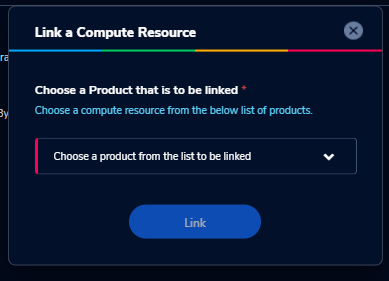 Link a Compute Resource
ra
Choose a Product that is to be linked *
Choose a compute resource from the below list of products.
By
Choose a product from the list to be linked
Link